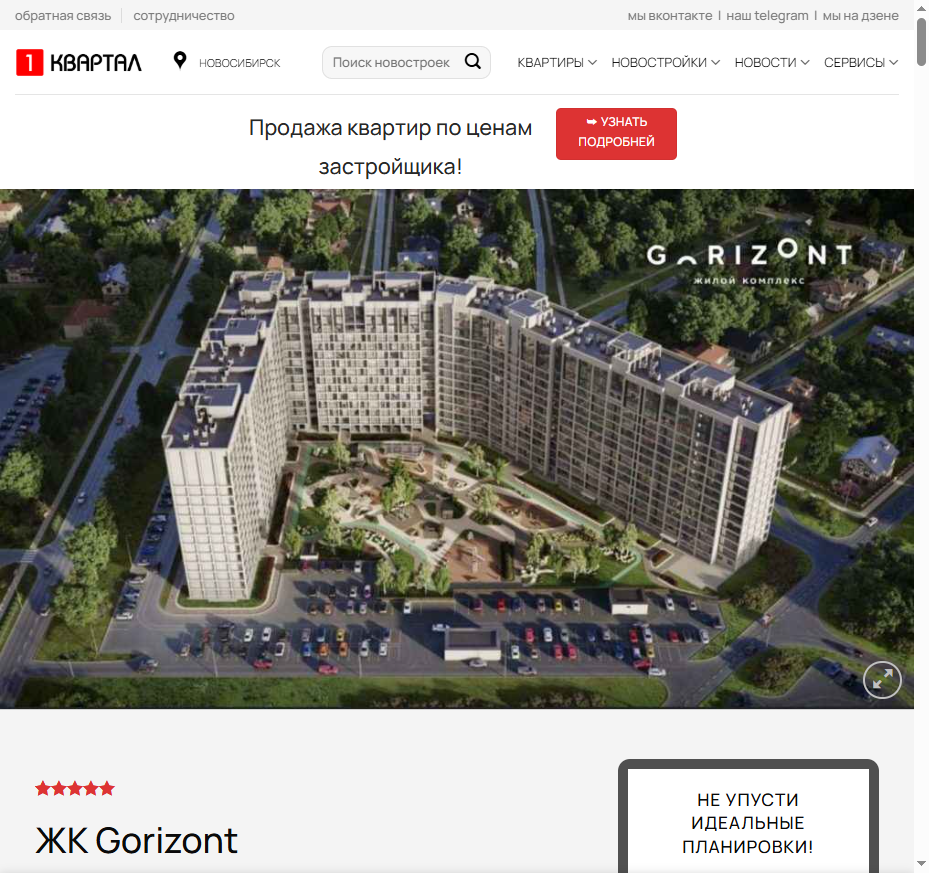 обратная связь
сотрудничество
мы вконтакте | наш telegram | мы на дзене
1 КВАРТАЛ
НОВОСИБИРСК
Поиск новостроек
КВАРТИРЫ
НОВОСТРОЙКИ
НОВОСТИ
СЕРВИСЫ
Продажа квартир по ценам
застройщика!
➥ УЗНАТЬ
ПОДРОБНЕЙ
GORIZONT
жилой комплекс
ЖК Gorizont
НЕ УПУСТИ
ИДЕАЛЬНЫЕ
ПЛАНИРОВКИ!